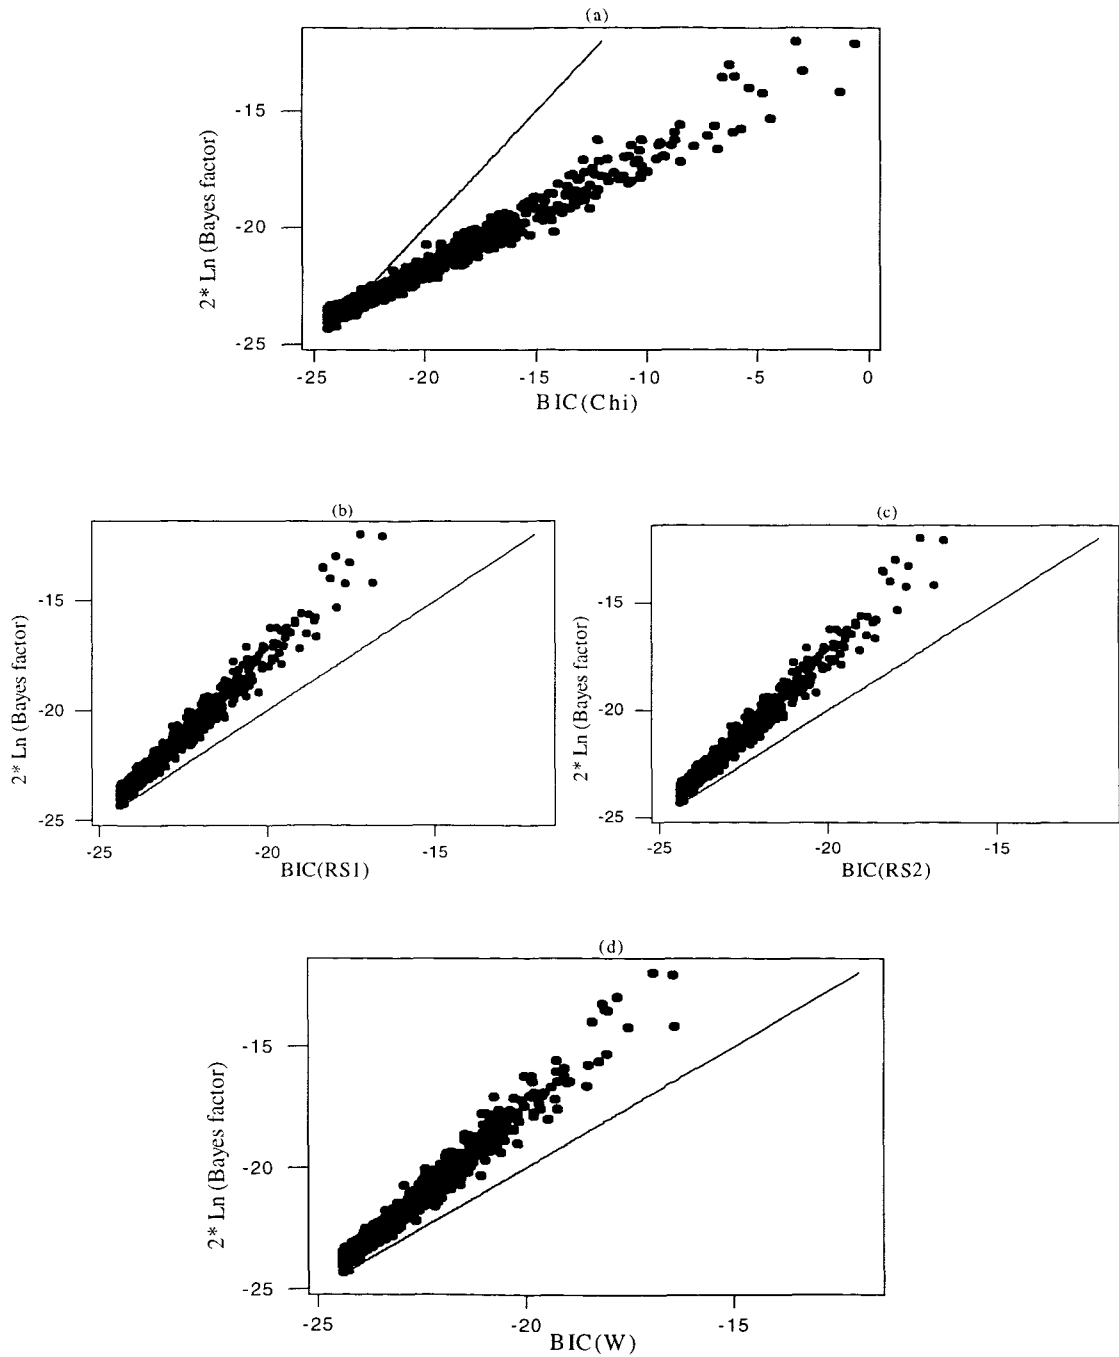 (a)
2* Ln (Bayes factor)
-15
-20
-25
-25 -20 -15 -10 -5 0
BIC(Chi)
(b)
2* Ln (Bayes factor)
-15
-20
-25
-25 -20 -15
BIC(RS1)
(c)
2* Ln (Bayes factor)
-15
-20
-25
-25 -20 -15
BIC(RS2)
(d)
2* Ln (Bayes factor)
-15
-20
-25
-25 -20 -15
BIC(W)